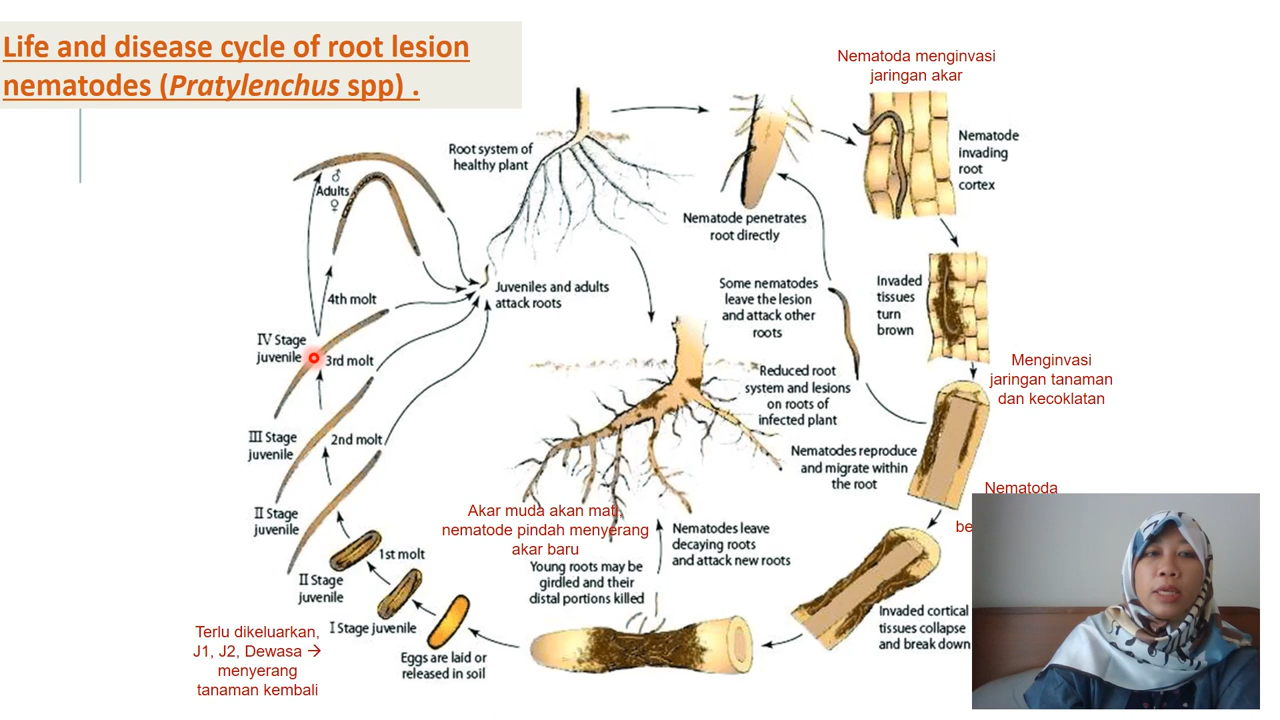 Life and disease cycle of root lesion
nematodes (Pratylenchus spp) .
Nematoda menginvasi
jaringan akar
Root system of
healthy plant
Nematode
invading
root
cortex
♂
Adults
♀
Nematode penetrates
root directly
Juveniles and adults
attack roots
Some nematodes
leave the lesion
and attack other
roots
Invaded
tissues
turn
brown
4th molt
IV Stage
juvenile
3rd molt
Menginvasi
jaringan tanaman
dan kecoklatan
Reduced root
system and lesions
on roots of
infected plant
III Stage
juvenile
2nd molt
Nematodes reproduce
and migrate within
the root
Nematoda
be
II Stage
juvenile
Akar muda akan mati,
nematode pindah menyerang
akar baru
Nematodes leave
decaying roots
and attack new roots
1st molt
II Stage
juvenile
Young roots may be
girdled and their
distal portions killed
I Stage juvenile
Invaded cortical
tissues collapse
and break down
Terlu dikeluarkan,
J1, J2, Dewasa →
menyerang
tanaman kembali
Eggs are laid or
released in soil